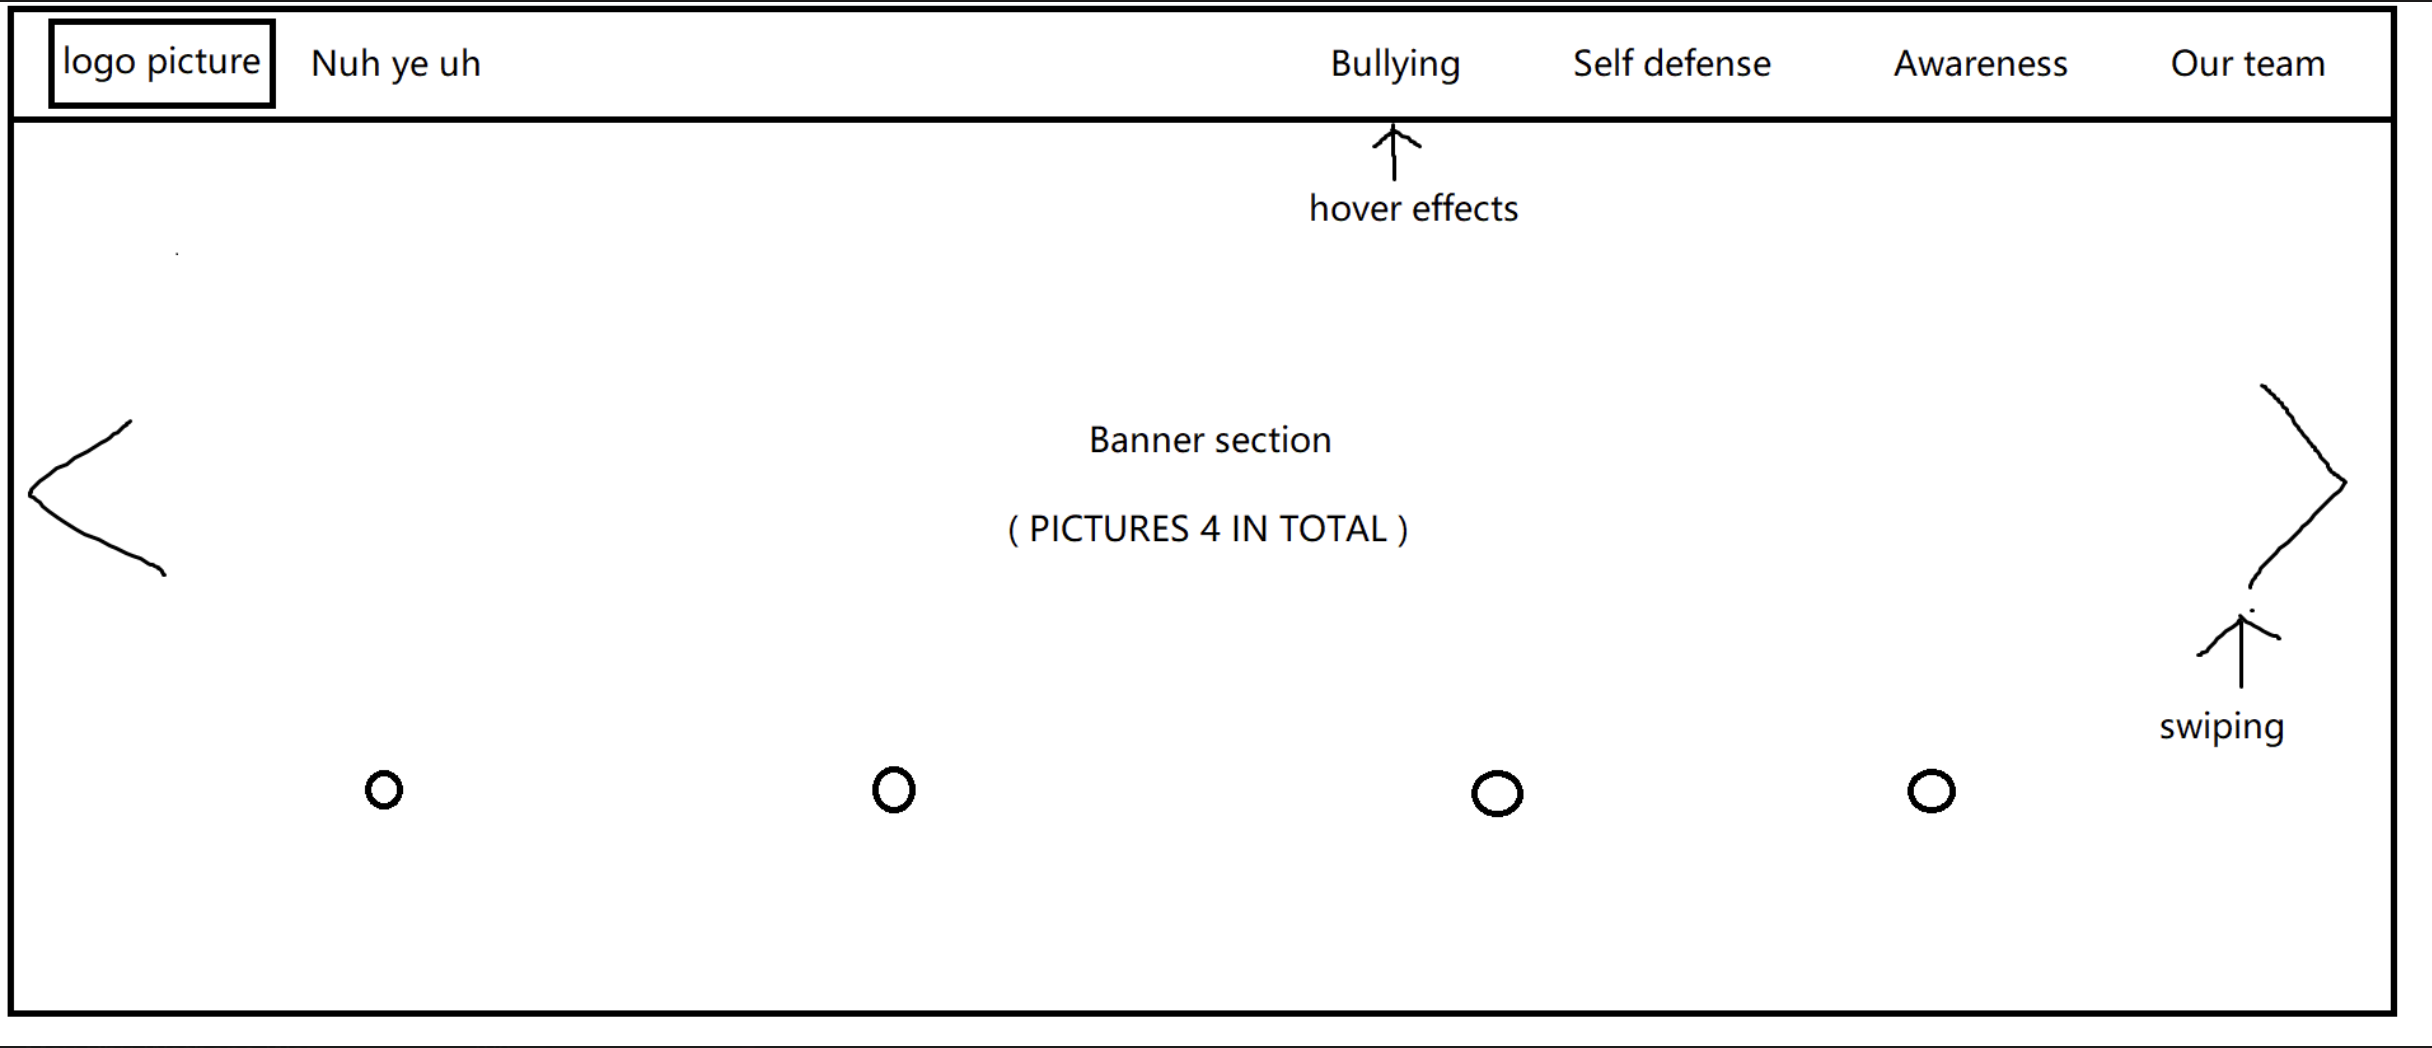 logo picture Nuh ye uh Bullying Self defense Awareness Our team
hover effects
Banner section
( PICTURES 4 IN TOTAL )
swiping